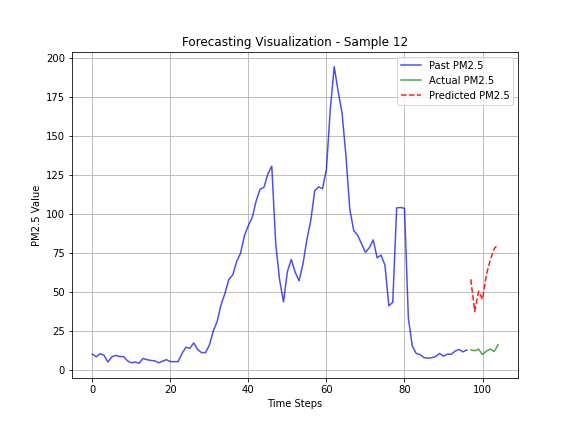 Forecasting Visualization - Sample 12
Past PM2.5
Actual PM2.5
Predicted PM2.5
PM2.5 Value
200
175
150
125
100
75
50
25
0
0 20 40 60 80 100
Time Steps